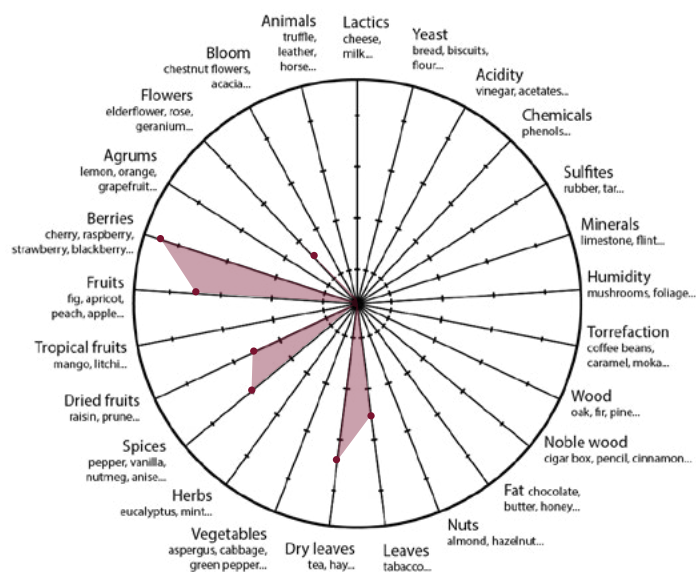 Lactics
cheese,
milk...
Yeast
bread, biscuits,
flour...
Acidity
vinegar, acetates...
Chemicals
phenols...
Sulfites
rubber, tar...
Minerals
limestone, flint...
Humidity
mushrooms, foliage...
Torrefaction
coffee beans,
caramel, moka...
Wood
oak, fir, pine...
Noble wood
cigar box, pencil, cinnamon...
Fat chocolate,
butter, honey...
Nuts
almond, hazelnut...
Leaves
tabacco...
Dry leaves
tea, hay...
Vegetables
aspergus, cabbage,
green pepper...
Herbs
eucalyptus, mint...
Spices
pepper, vanilla,
nutmeg, anise...
Dried fruits
raisin, prune...
Tropical fruits
mango, litchi...
Fruits
fig, apricot,
peach, apple...
Berries
cherry, raspberry,
strawberry, blackberry...
Agrums
lemon, orange,
grapefruit...
Flowers
elderflower, rose,
geranium...
Bloom
chestnut flowers,
acacia...
Animals
truffle,
leather,
horse...